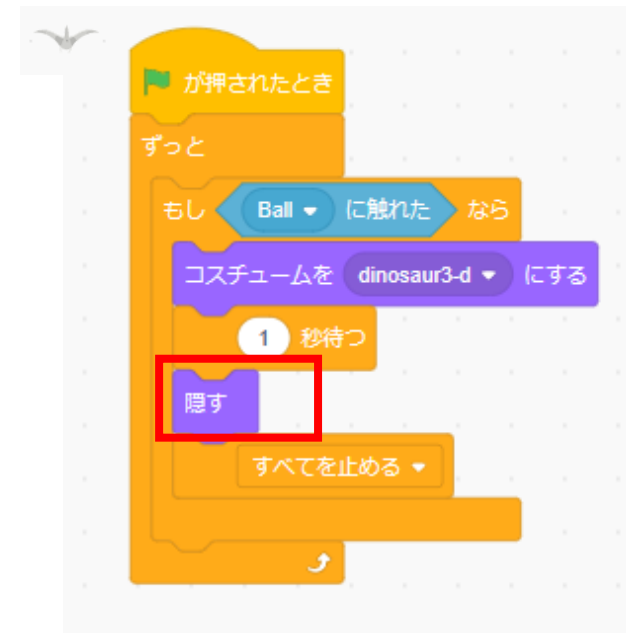 が押されたとき
ずっと
もし Ball に触れた なら
コスチュームを dinosaur3-d にする
1 秒待つ
隠す
すべてを止める